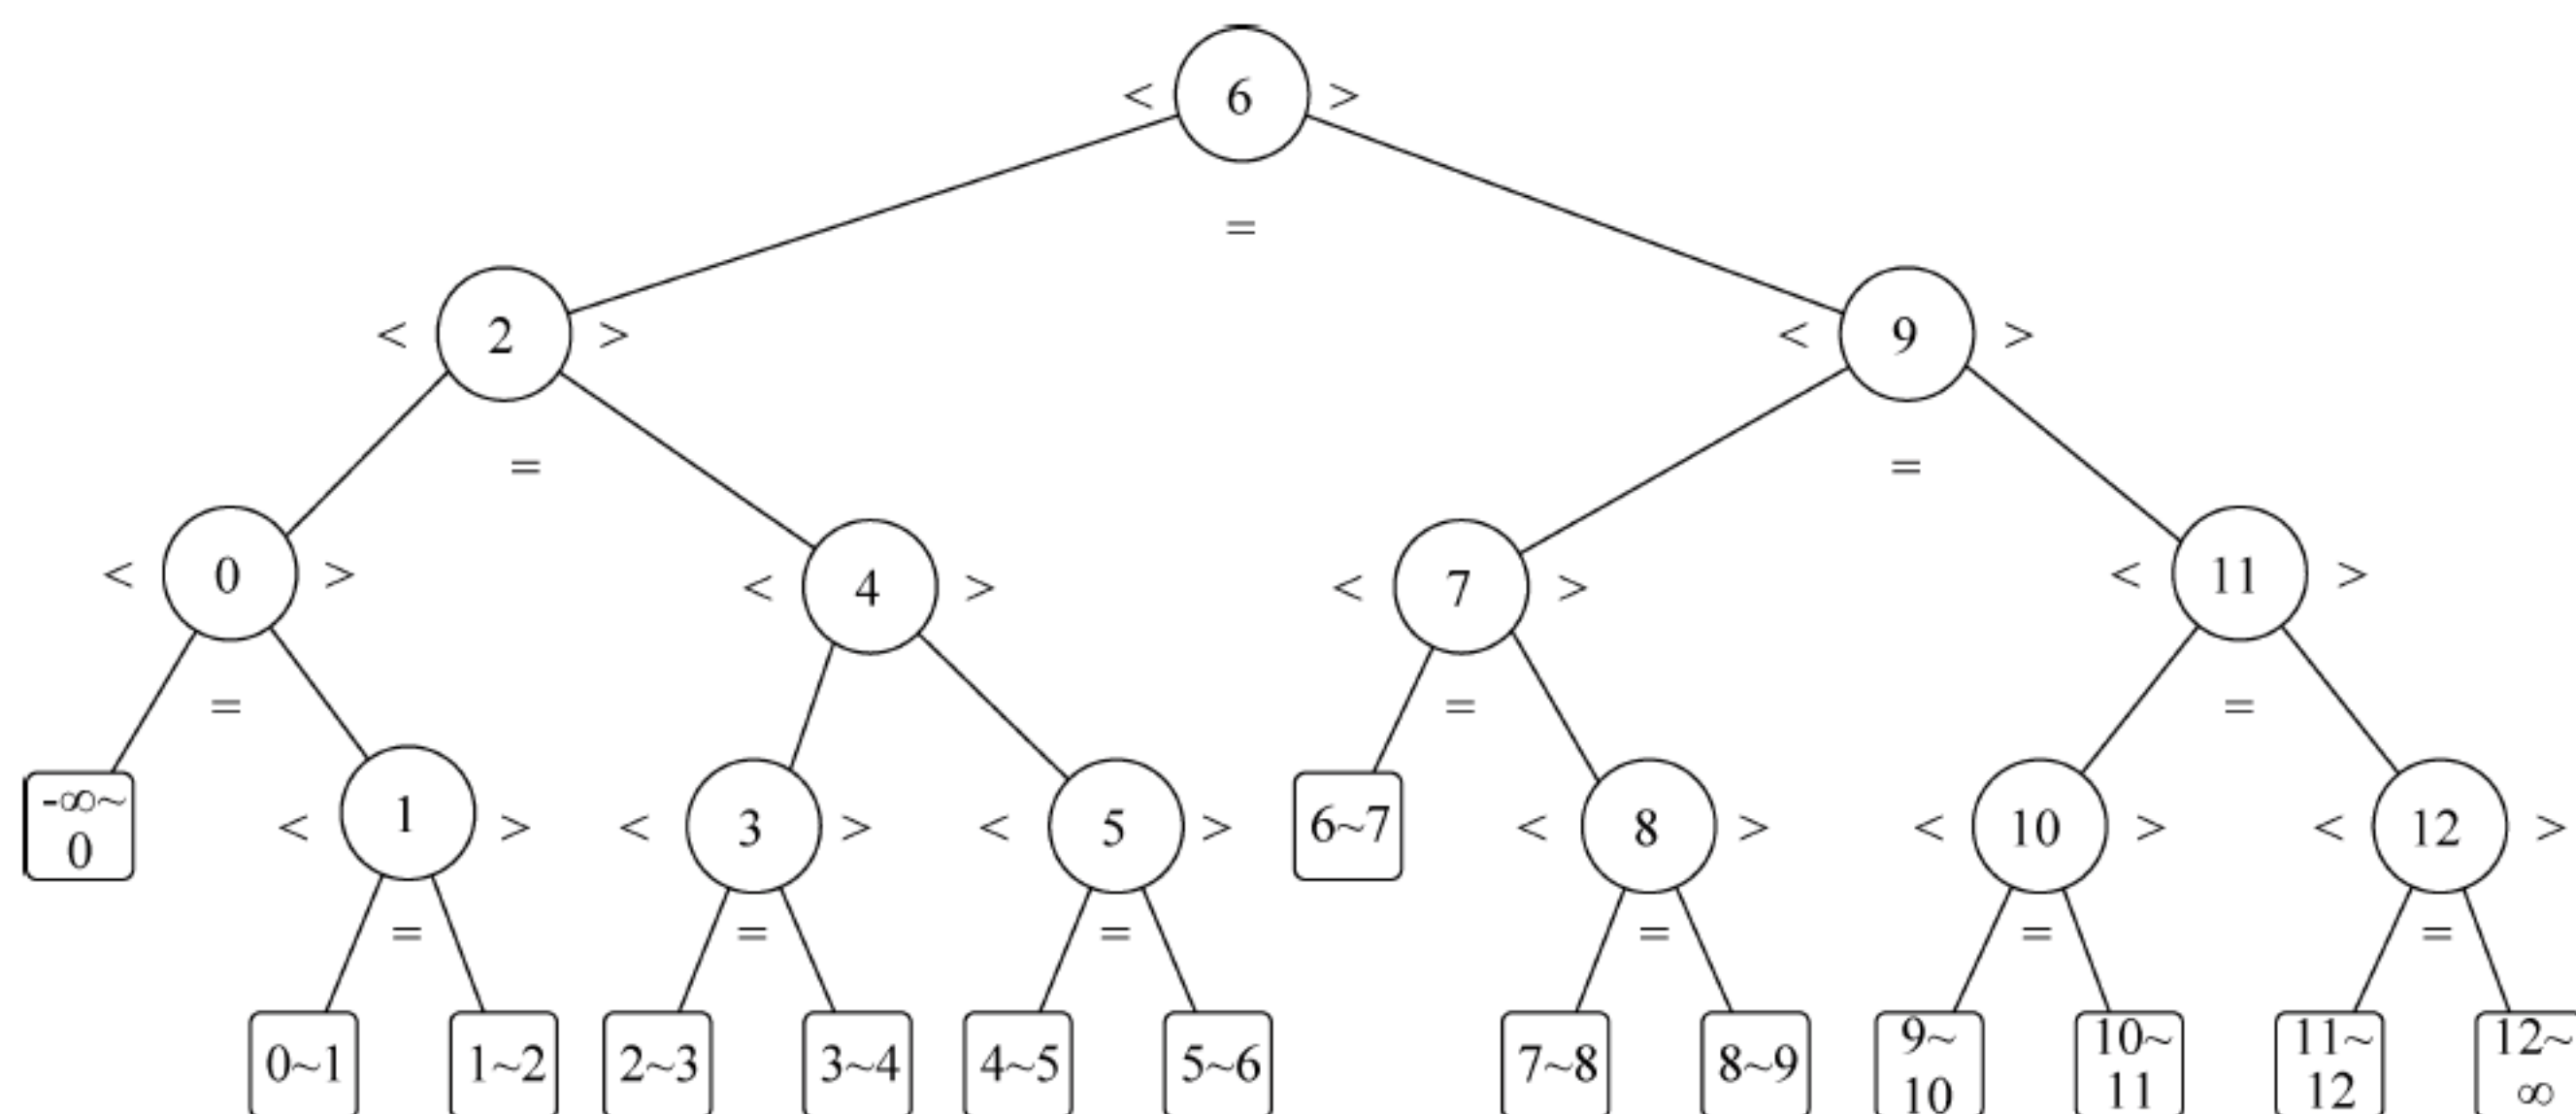 < 6 >
=
< 2 >
< 9 >
=
=
< 0 >
< 4 >
< 7 >
< 11 >
=
=
=
-∞~
0
< 1 >
< 3 >
< 5 >
6~7
< 8 >
< 10 >
< 12 >
=
=
=
=
=
=
0~1
1~2
2~3
3~4
4~5
5~6
7~8
8~9
9~
10
10~
11
11~
12
12~
∞